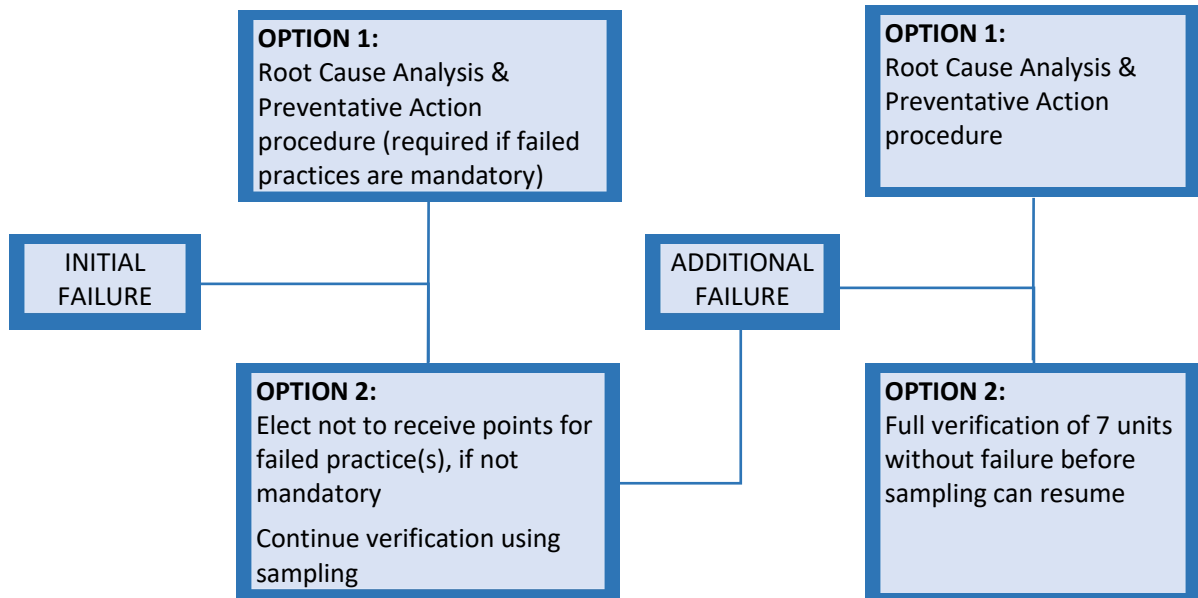 OPTION 1:
Root Cause Analysis &
Preventative Action
procedure (required if failed
practices are mandatory)
INITIAL
FAILURE
OPTION 2:
Elect not to receive points for
failed practice(s), if not
mandatory
Continue verification using
sampling
ADDITIONAL
FAILURE
OPTION 1:
Root Cause Analysis &
Preventative Action
procedure
OPTION 2:
Full verification of 7 units
without failure before
sampling can resume